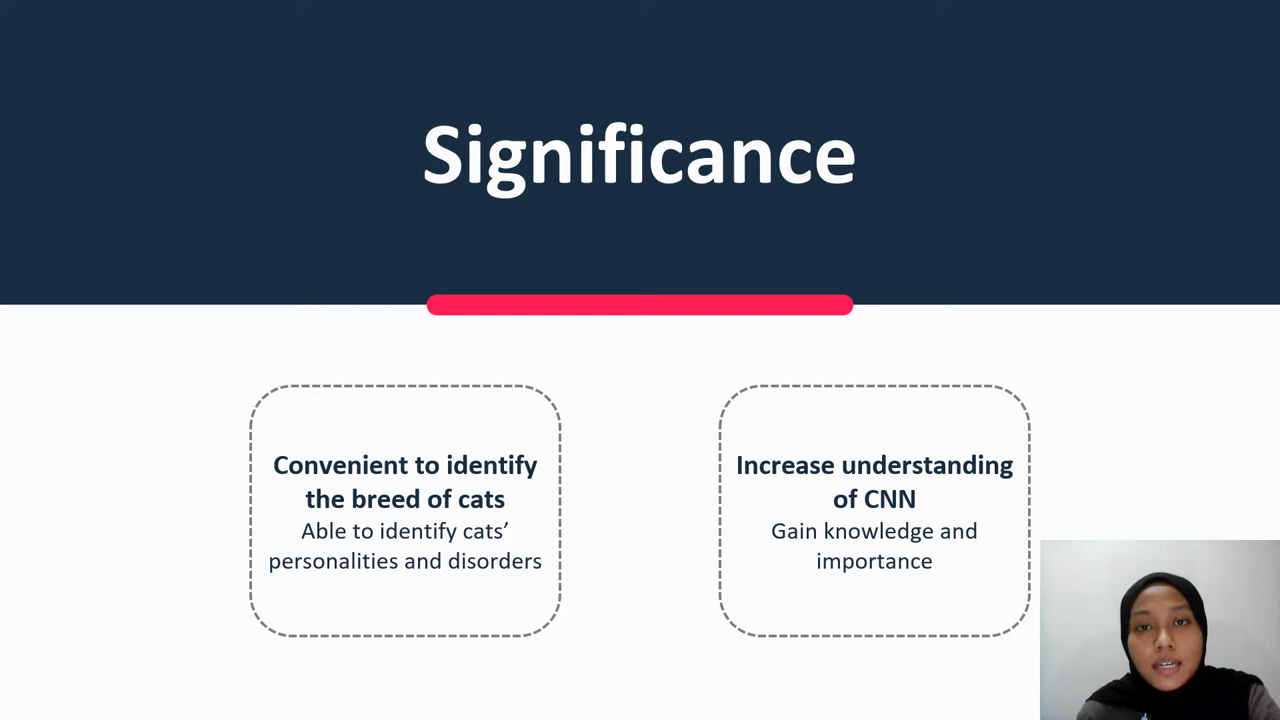 Significance
Convenient to identify
the breed of cats
Able to identify cats’
personalities and disorders
Increase understanding
of CNN
Gain knowledge and
importance